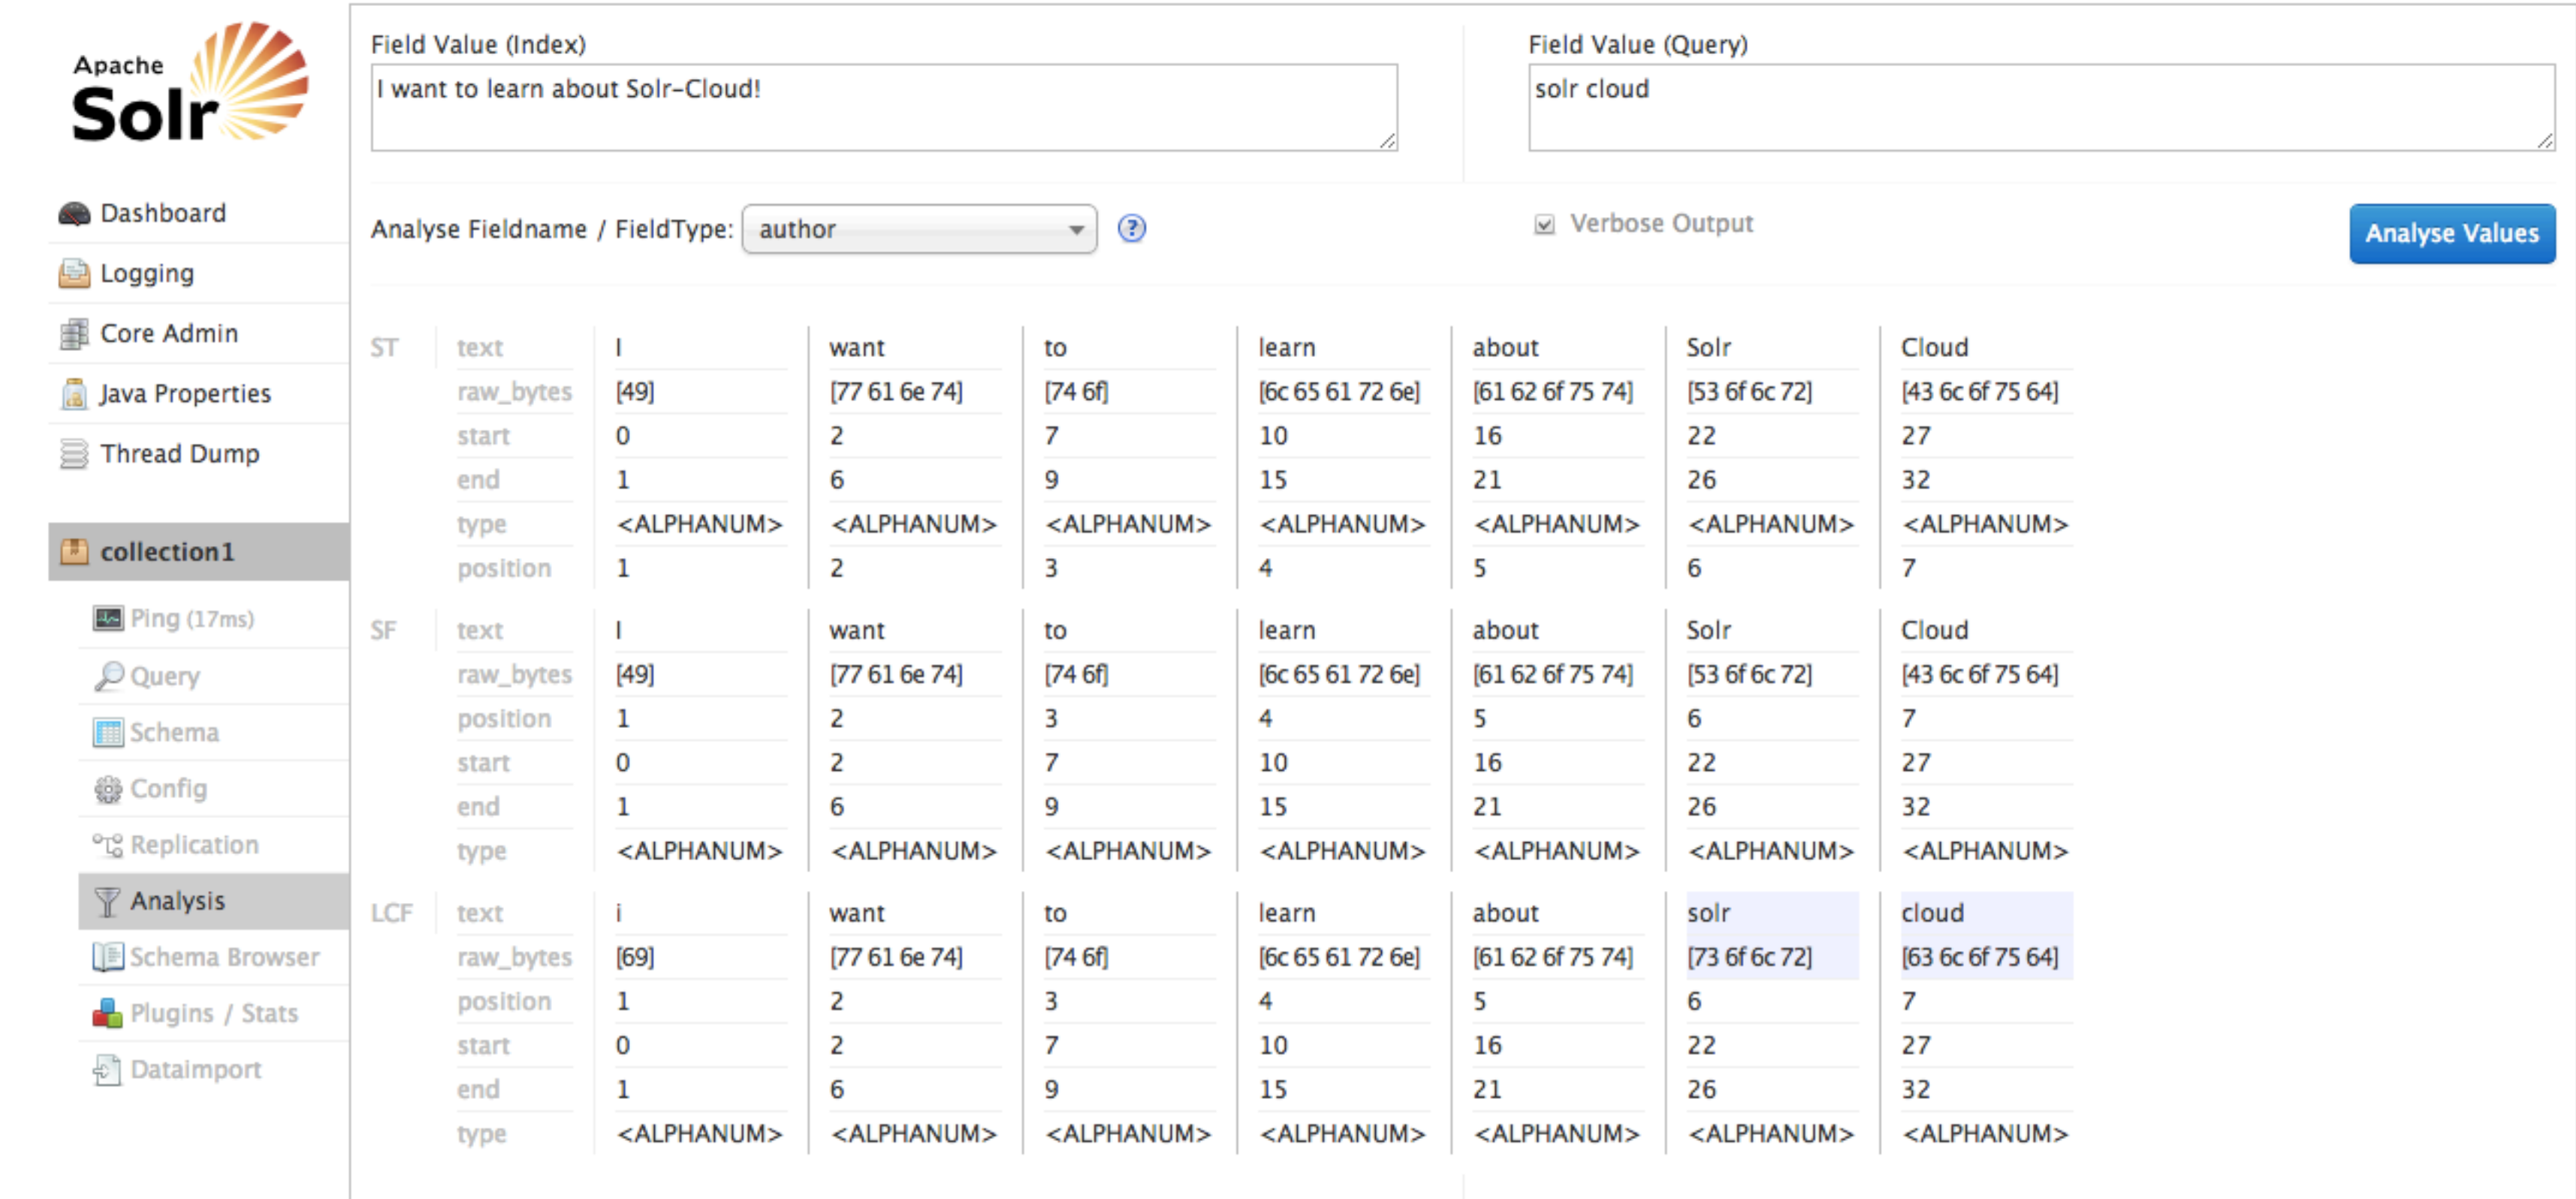 Apache
Solr
Dashboard
Logging
Core Admin
Java Properties
Thread Dump
collection1
Ping (17ms)
Query
Schema
Config
Replication
Analysis
Schema Browser
Plugins / Stats
Dataimport
Field Value (Index)
I want to learn about Solr-Cloud!
Field Value (Query)
solr cloud
Analyse Fieldname / FieldType: author ?
Verbose Output
Analyse Values
ST text I want to learn about Solr Cloud
raw_bytes [49] [77 61 6e 74] [74 6f] [6c 65 61 72 6e] [61 62 6f 75 74] [53 6f 6c 72] [43 6c 6f 75 64]
start 0 2 7 10 16 22 27
end 1 6 9 15 21 26 32
type <ALPHANUM> <ALPHANUM> <ALPHANUM> <ALPHANUM> <ALPHANUM> <ALPHANUM> <ALPHANUM>
position 1 2 3 4 5 6 7
SF text I want to learn about Solr Cloud
raw_bytes [49] [77 61 6e 74] [74 6f] [6c 65 61 72 6e] [61 62 6f 75 74] [53 6f 6c 72] [43 6c 6f 75 64]
position 1 2 3 4 5 6 7
start 0 2 7 10 16 22 27
end 1 6 9 15 21 26 32
type <ALPHANUM> <ALPHANUM> <ALPHANUM> <ALPHANUM> <ALPHANUM> <ALPHANUM> <ALPHANUM>
LCF text i want to learn about solr cloud
raw_bytes [69] [77 61 6e 74] [74 6f] [6c 65 61 72 6e] [61 62 6f 75 74] [73 6f 6c 72] [63 6c 6f 75 64]
position 1 2 3 4 5 6 7
start 0 2 7 10 16 22 27
end 1 6 9 15 21 26 32
type <ALPHANUM> <ALPHANUM> <ALPHANUM> <ALPHANUM> <ALPHANUM> <ALPHANUM> <ALPHANUM>